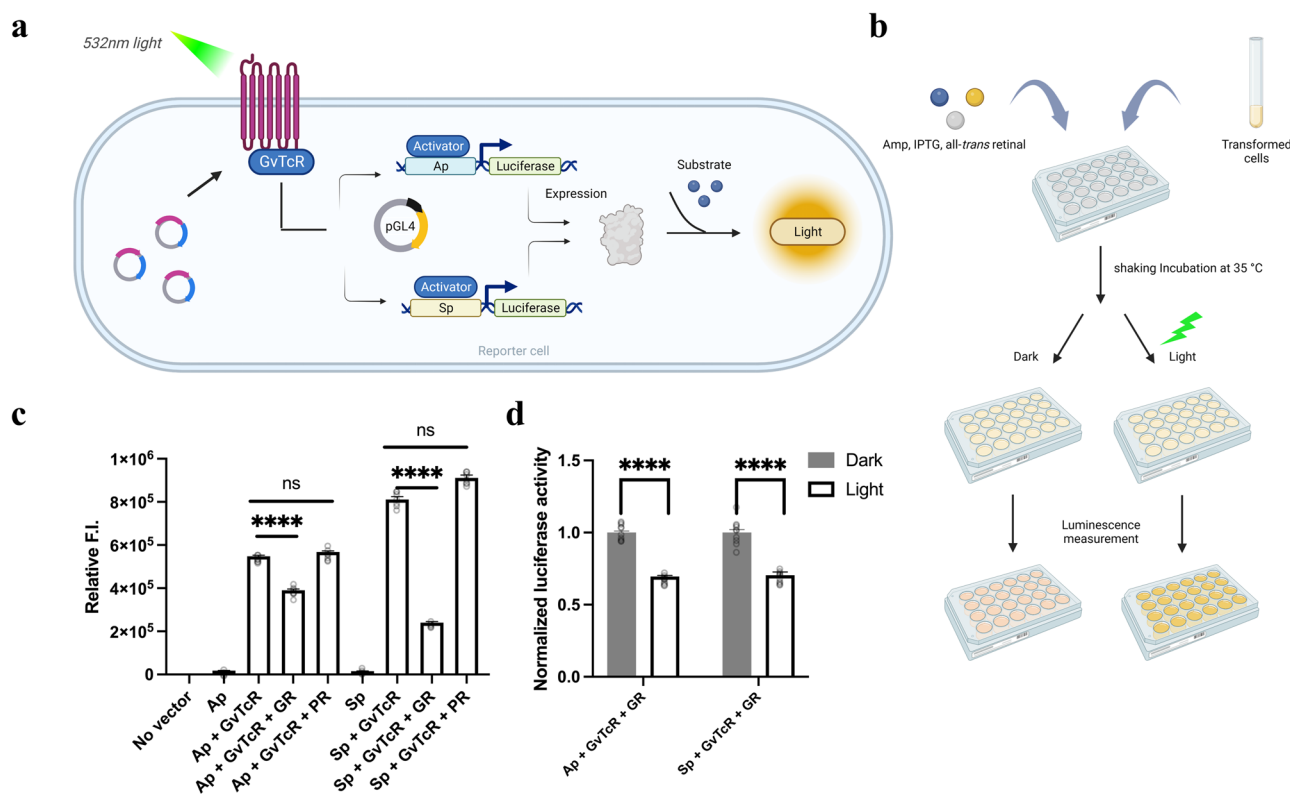 a
532nm light
GvTcR
Activator
Ap
Luciferase
pGL4
Activator
Sp
Luciferase
Expression
Substrate
Light
Reporter cell
b
Amp, IPTG, all-trans retinal
Transformed
cells
shaking Incubation at 35 °C
Dark
Light
Luminescence
measurement
c
Relative F.I.
1×10⁶
8×10⁵
6×10⁵
4×10⁵
2×10⁵
0
ns
****
ns
****
No vector
Ap
Ap + GvTcR
Ap + GvTcR + GR
Ap + GvTcR + PR
Sp
Sp + GvTcR
Sp + GvTcR + GR
Sp + GvTcR + PR
d
Normalized luciferase activity
1.5
1.0
0.5
0.0
****
****
Dark
Light
Ap + GvTcR + GR
Sp + GvTcR + GR